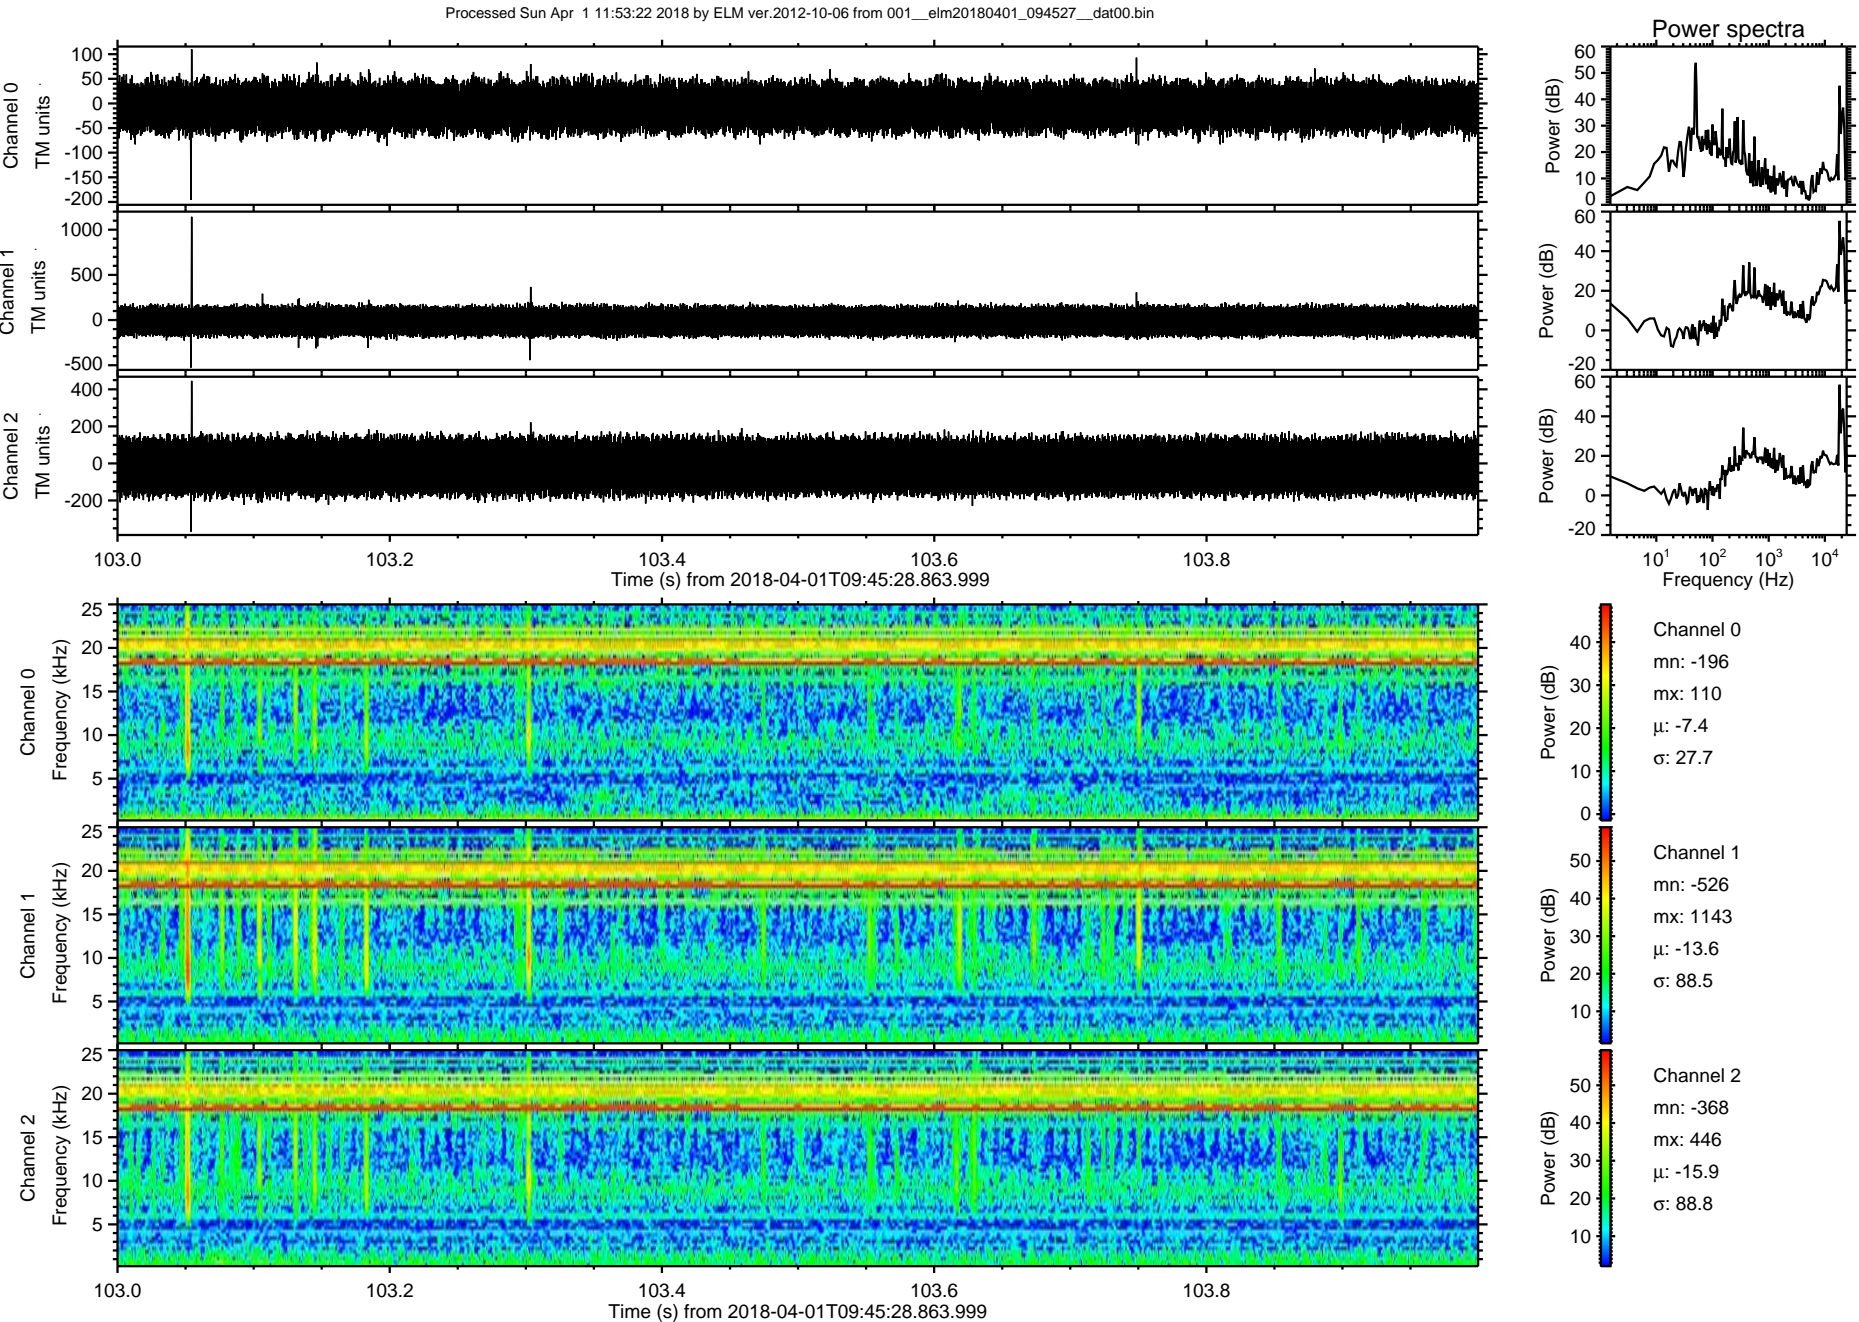 Processed Sun Apr  1 11:53:22 2018 by ELM ver.2012-10-06 from 001__elm20180401_094527__dat00.bin
Power spectra
Channel 0
TM units
100
50
0
-50
-100
-150
-200
Power (dB)
60
50
40
30
20
10
0
Channel 1
TM units
1000
500
0
-500
Power (dB)
60
40
20
0
-20
Channel 2
TM units
400
200
0
-200
Power (dB)
60
40
20
0
-20
103.0 103.2 103.4 103.6 103.8
Time (s) from 2018-04-01T09:45:28.863.999
10¹ 10² 10³ 10⁴
Frequency (Hz)
Channel 0
Frequency (kHz)
25
20
15
10
5
Power (dB)
40
30
20
10
0
Channel 0
mn: -196
mx: 110
μ: -7.4
σ: 27.7
Channel 1
Frequency (kHz)
25
20
15
10
5
Power (dB)
50
40
30
20
10
Channel 1
mn: -526
mx: 1143
μ: -13.6
σ: 88.5
Channel 2
Frequency (kHz)
25
20
15
10
5
Power (dB)
50
40
30
20
10
Channel 2
mn: -368
mx: 446
μ: -15.9
σ: 88.8
103.0 103.2 103.4 103.6 103.8
Time (s) from 2018-04-01T09:45:28.863.999